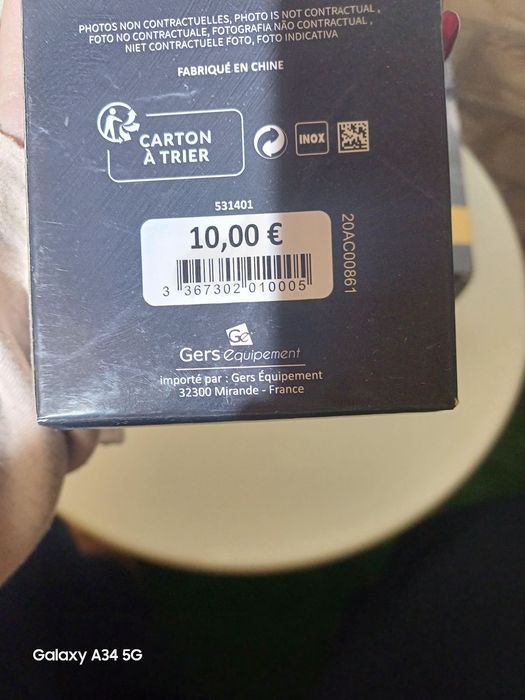 PHOTOS NON CONTRACTUELLES, PHOTO IS NOT CONTRACTUAL,
FOTO NO CONTRACTUALE, FOTOGRAFIA NÃO CONTRACTUAL,
NIET CONTRACTUELE FOTO, FOTO INDICATIVA
FABRIQUÉ EN CHINE
CARTON
À TRIER
INOX
531401
10,00 €
3 367302 010005
20AC00861
Ge
Gers équipement
importé par : Gers Équipement
32300 Mirande - France
Galaxy A34 5G